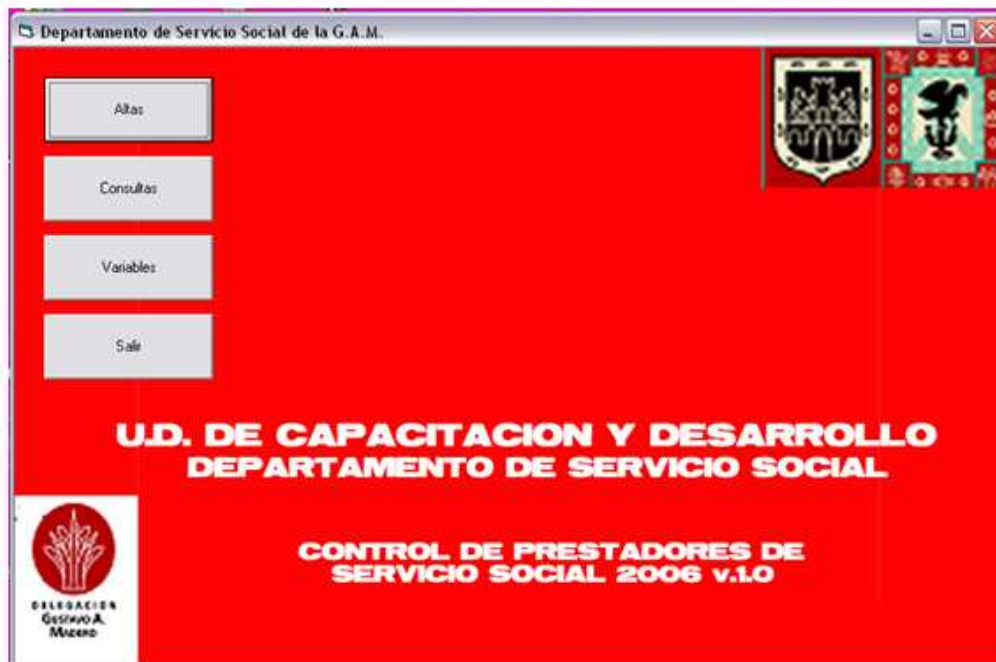 Departamento de Servicio Social de la G.A.M.
Altas
Consultas
Variables
Salir
U.D. DE CAPACITACION Y DESARROLLO
DEPARTAMENTO DE SERVICIO SOCIAL
CONTROL DE PRESTADORES DE
SERVICIO SOCIAL 2006 v.1.0
DELEGACIÓN
GUSTAVO A.
MADERO